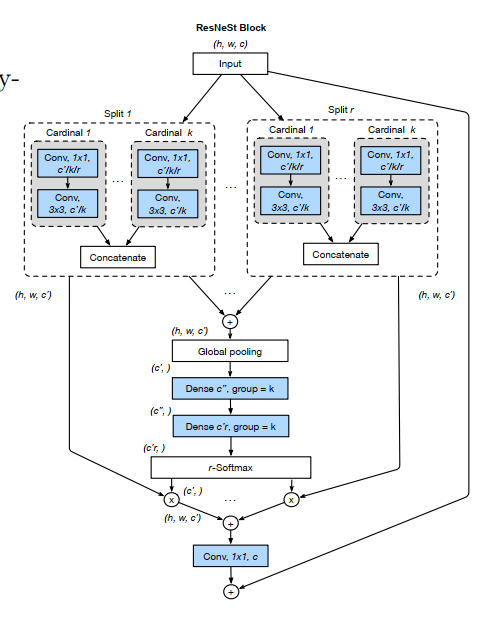 ResNeSt Block
(h, w, c)
Input
y-
Split 1
Split r
Cardinal 1
Cardinal k
Cardinal 1
Cardinal k
Conv, 1x1,
c'/k/r
Conv, 1x1,
c'/k/r
Conv, 1x1,
c'/k/r
Conv, 1x1,
c'/k/r
...
...
...
Conv,
3x3, c'/k
Conv,
3x3, c'/k
Conv,
3x3, c'/k
Conv,
3x3, c'/k
Concatenate
Concatenate
(h, w, c')
...
(h, w, c')
+
(h, w, c')
Global pooling
(c', )
Dense c'', group = k
(c'', )
Dense c'r, group = k
(c'r, )
r-Softmax
(c', )
x
...
x
(h, w, c')
+
Conv, 1x1, c
+